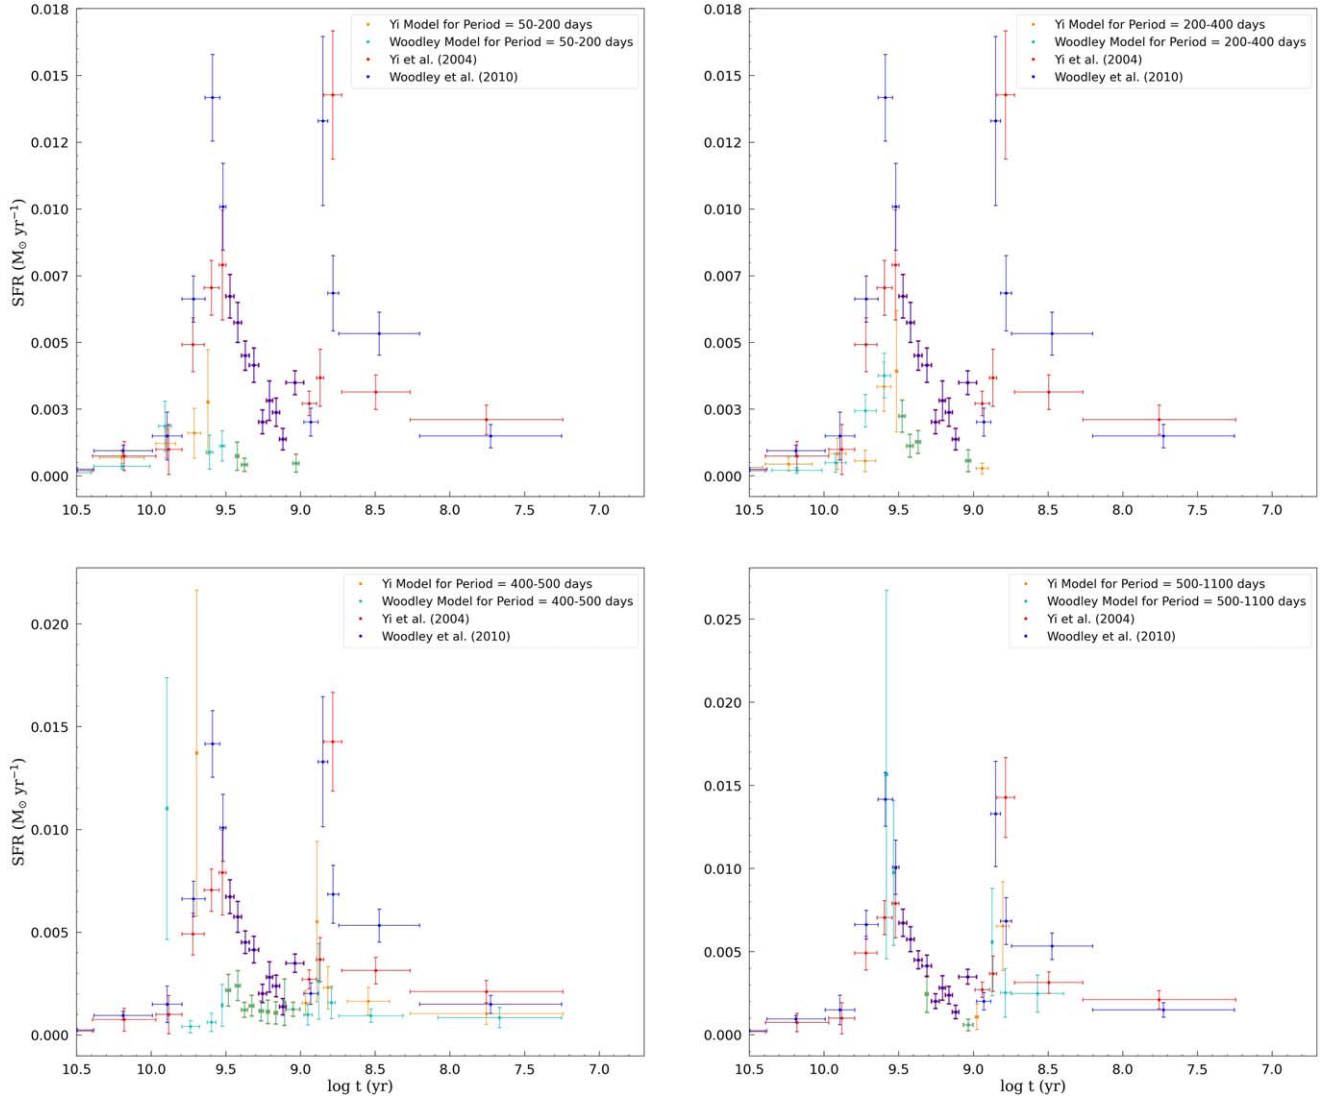 0.018
0.015
0.012
0.010
0.007
0.005
0.003
0.000
SFR (M⊙ yr−1)
Yi Model for Period = 50-200 days
Woodley Model for Period = 50-200 days
Yi et al. (2004)
Woodley et al. (2010)
10.5 10.0 9.5 9.0 8.5 8.0 7.5 7.0
0.018
0.015
0.012
0.010
0.007
0.005
0.003
0.000
Yi Model for Period = 200-400 days
Woodley Model for Period = 200-400 days
Yi et al. (2004)
Woodley et al. (2010)
10.5 10.0 9.5 9.0 8.5 8.0 7.5 7.0
0.020
0.015
0.010
0.005
0.000
SFR (M⊙ yr−1)
Yi Model for Period = 400-500 days
Woodley Model for Period = 400-500 days
Yi et al. (2004)
Woodley et al. (2010)
10.5 10.0 9.5 9.0 8.5 8.0 7.5 7.0
log t (yr)
0.025
0.020
0.015
0.010
0.005
0.000
Yi Model for Period = 500-1100 days
Woodley Model for Period = 500-1100 days
Yi et al. (2004)
Woodley et al. (2010)
10.5 10.0 9.5 9.0 8.5 8.0 7.5 7.0
log t (yr)